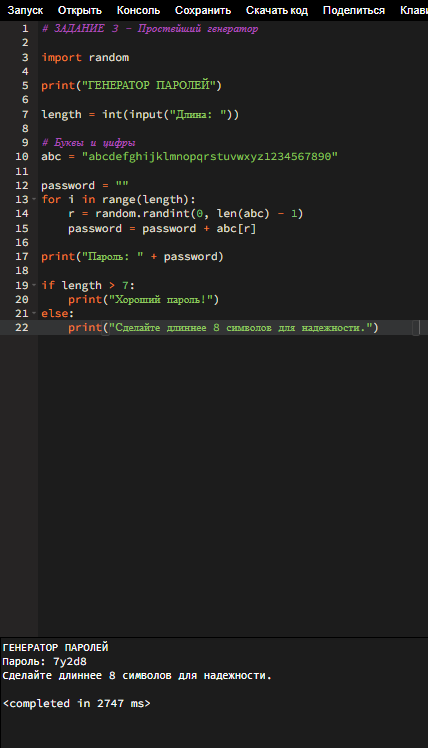 Запуск Открыть Консоль Сохранить Скачать код Поделиться Клави
1 # ЗАДАНИЕ 3 – Простейший генератор
2
3 import random
4
5 print("ГЕНЕРАТОР ПАРОЛЕЙ")
6
7 length = int(input("Длина: "))
8
9 # Буквы и цифры
10 abc = "abcdefghijklmnopqrstuvwxyz1234567890"
11
12 password = ""
13 for i in range(length):
14     r = random.randint(0, len(abc) - 1)
15     password = password + abc[r]
16
17 print("Пароль: " + password)
18
19 if length > 7:
20     print("Хороший пароль!")
21 else:
22     print("Сделайте длиннее 8 символов для надежности.")
ГЕНЕРАТОР ПАРОЛЕЙ
Пароль: 7y2d8
Сделайте длиннее 8 символов для надежности.
<completed in 2747 ms>